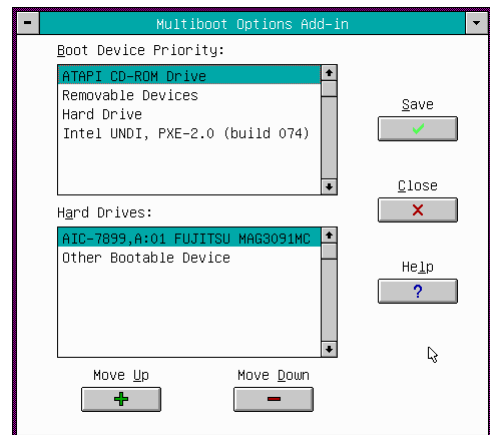 Multiboot Options Add-in
Boot Device Priority:
ATAPI CD-ROM Drive
Removable Devices
Hard Drive
Intel UNDI, PXE-2.0 (build 074)
Save
Close
Hard Drives:
AIC-7899,A:01 FUJITSU MAG3091MC
Other Bootable Device
Help
?
Move Up
Move Down